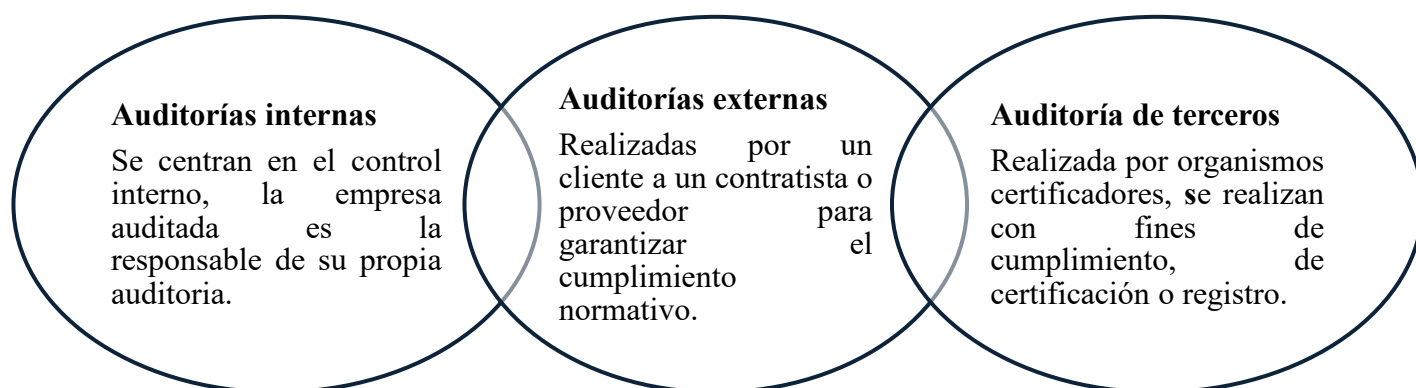 Auditorías internas
Se centran en el control
interno, la empresa
auditada es la
responsable de su propia
auditoria.
Auditorías externas
Realizadas por un
cliente a un contratista o
proveedor para
garantizar el
cumplimiento
normativo.
Auditoría de terceros
Realizada por organismos
certificadores, se realizan
con fines de
cumplimiento, de
certificación o registro.